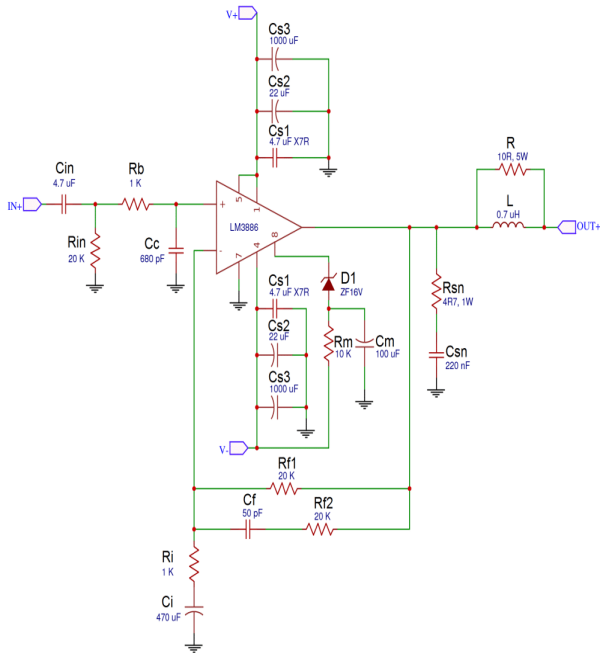 V+
Cs3
1000 uF
Cs2
22 uF
Cs1
4.7 uF X7R
R
10R, 5W
L
0.7 uH
OUT+
Cin
4.7 uF
Rb
1 K
IN+
Rin
20 K
Cc
680 pF
+
-
LM3886
5
1
4
8
7
Cs1
4.7 uF X7R
Cs2
22 uF
Cs3
1000 uF
D1
ZF16V
Rm
10 K
Cm
100 uF
Rsn
4R7, 1W
Csn
220 nF
V-
Rf1
20 K
Cf
50 pF
Rf2
20 K
Ri
1 K
Ci
470 uF